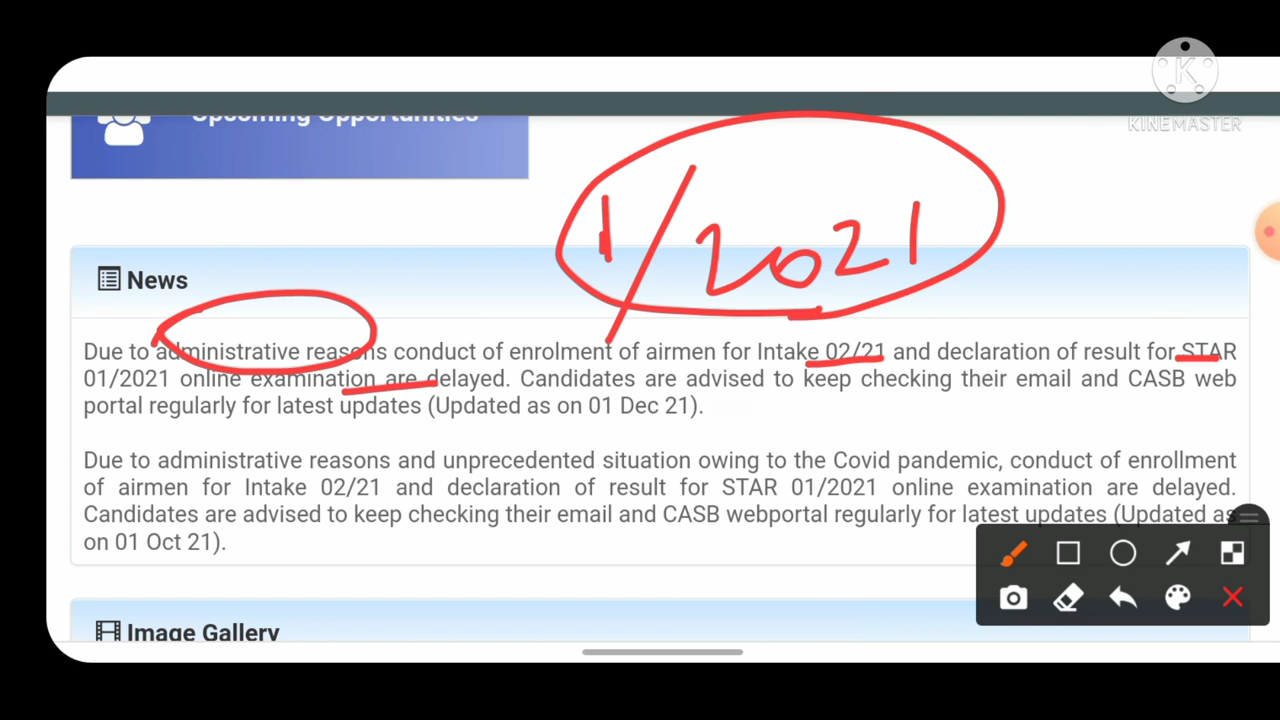 KINEMASTER
Upcoming Opportunities
1/2021
News
Due to administrative reasons conduct of enrolment of airmen for Intake 02/21 and declaration of result for STAR
01/2021 online examination are delayed. Candidates are advised to keep checking their email and CASB web
portal regularly for latest updates (Updated as on 01 Dec 21).
Due to administrative reasons and unprecedented situation owing to the Covid pandemic, conduct of enrollment
of airmen for Intake 02/21 and declaration of result for STAR 01/2021 online examination are delayed.
Candidates are advised to keep checking their email and CASB webportal regularly for latest updates (Updated as
on 01 Oct 21).
Image Gallery